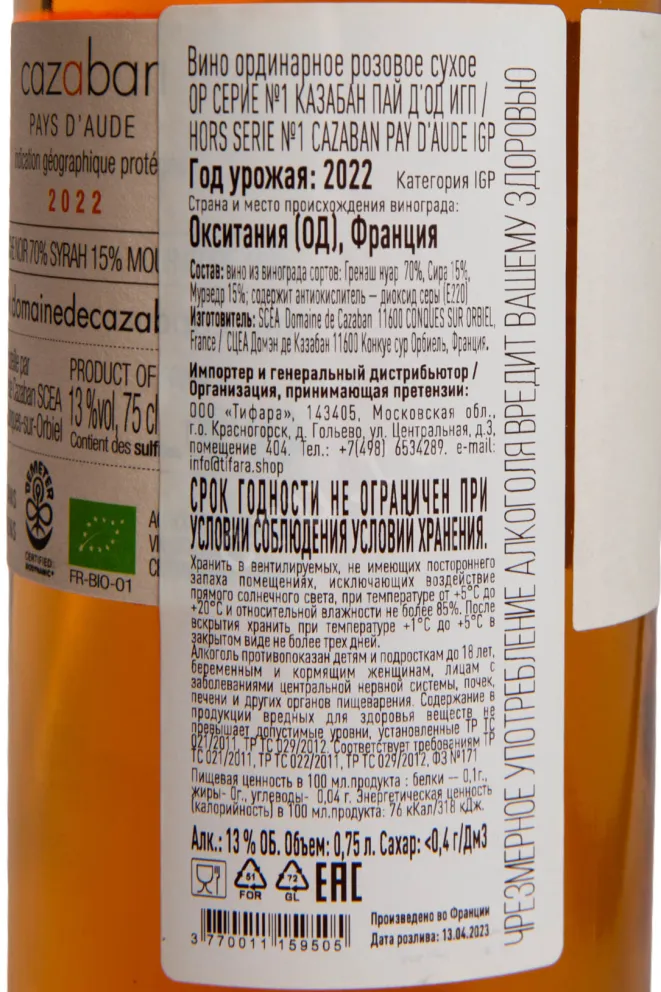 cazaban
PAYS D'AUDE
indication géographique proté
2022
NOIR 70% SYRAH 15% MOU
domainedecazab
PRODUCT OF
Cazaban SCEA
13%vol, 75 cl
sur-Orbiel
Contient des sulf
DEMETER
CERTIFIED
BIODYNAMIC
FR-BIO-01
Вино ординарное розовое сухое
ОР СЕРИЕ №1 КАЗАБАН ПАЙ Д'ОД ИГП /
HORS SERIE №1 CAZABAN PAY D'AUDE IGP
Год урожая: 2022 Категория IGP
Страна и место происхождения винограда:
Окситания (ОД), Франция
Состав: вино из винограда сортов: Гренаш нуар 70%, Сира 15%,
Мурведр 15%; содержит антиокислитель – диоксид серы (E220)
Изготовитель: SCEA Domaine de Cazaban 11600 CONQUES SUR ORBIEL,
France / СЦЕА Домэн де Казабан 11600 Конкуе сур Орбиель, Франция.
Импортер и генеральный дистрибьютор /
Организация, принимающая претензии:
ООО «Тифара», 143405, Московская обл.,
г.о. Красногорск, д. Гольево, ул. Центральная, д.3,
помещение 404. Тел.: +7(498) 6534289. e-mail:
info@tifara.shop
СРОК ГОДНОСТИ НЕ ОГРАНИЧЕН ПРИ
УСЛОВИИ СОБЛЮДЕНИЯ УСЛОВИЙ ХРАНЕНИЯ.
Хранить в вентилируемых, не имеющих постороннего
запаха помещениях, исключающих воздействие
прямого солнечного света, при температуре от +5°C до
+20°C и относительной влажности не более 85%. После
вскрытия хранить при температуре +1°C до +5°C в
закрытом виде не более трех дней.
Алкоголь противопоказан детям и подросткам до 18 лет,
беременным и кормящим женщинам, лицам с
заболеваниями центральной нервной системы, почек,
печени и других органов пищеварения. Содержание в
продукции вредных для здоровья веществ не
превышает допустимые уровни, установленные ТР ТС
021/2011, ТР ТС 029/2012. Соответствует требованиям ТР
ТС 021/2011, ТР ТС 022/2011, ТР ТС 029/2012, ФЗ №171
Пищевая ценность в 100 мл.продукта : белки – 0,1г.,
жиры- 0г., углеводы- 0,04 г. Энергетическая ценность
(калорийность) в 100 мл.продукта: 76 кКал/318 кДж.
Алк.: 13 % ОБ. Объем: 0,75 л. Сахар: <0,4 г/Дм3
51
FOR
72
GL
EAC
3 770011 159505
Произведено во Франции
Дата розлива: 13.04.2023
ЧРЕЗМЕРНОЕ УПОТРЕБЛЕНИЕ АЛКОГОЛЯ ВРЕДИТ ВАШЕМУ ЗДОРОВЬЮ